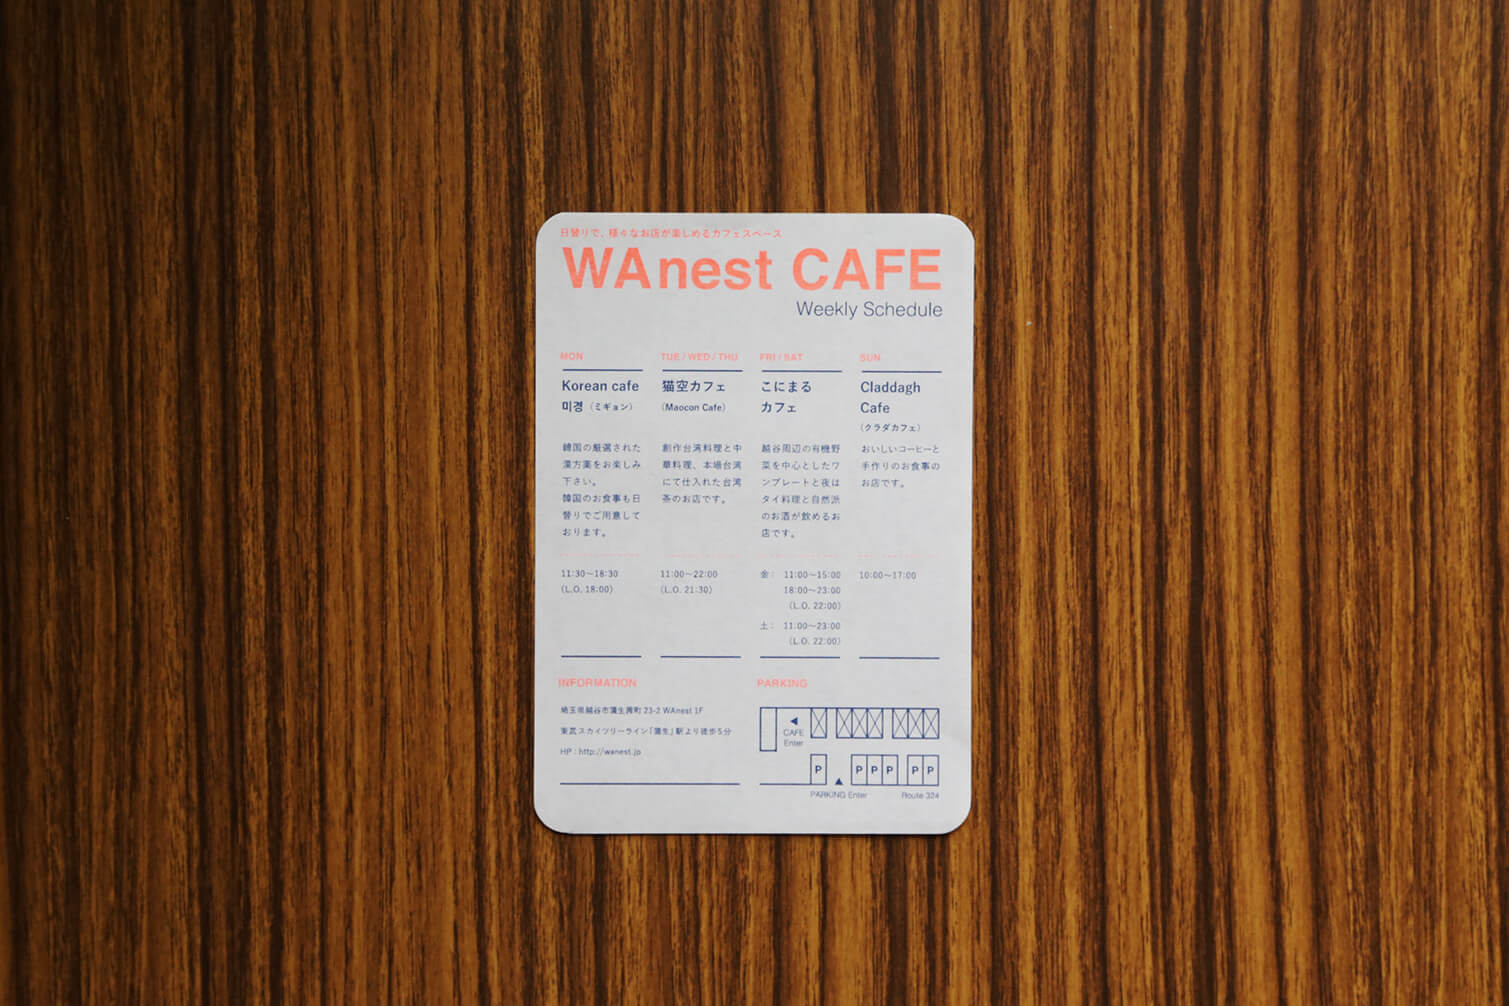 日替りで、様々なお店が楽しめるカフェスペース
WAnest CAFE
Weekly Schedule
MON
Korean cafe
미경（ミギョン）
韓国の厳選された
漢方薬をお楽しみ
下さい。
韓国のお食事も日
替りでご用意して
おります。
11:30〜18:30
(L.O. 18:00)
TUE / WED / THU
猫空カフェ
(Maocon Cafe)
創作台湾料理と中
華料理、本場台湾
にて仕入れた台湾
茶のお店です。
11:00〜22:00
(L.O. 21:30)
FRI / SAT
こにまる
カフェ
越谷周辺の有機野
菜を中心としたワ
ンプレートと夜は
タイ料理と自然派
のお酒が飲めるお
店です。
金： 11:00〜15:00
18:00〜23:00
(L.O. 22:00)
土： 11:00〜23:00
(L.O. 22:00)
SUN
Claddagh
Cafe
(クラダカフェ)
おいしいコーヒーと
手作りのお食事の
お店です。
10:00〜17:00
INFORMATION
埼玉県越谷市蒲生茜町 23-2 WAnest 1F
東武スカイツリーライン「蒲生」駅より徒歩5分
HP : http://wanest.jp
PARKING
CAFE
Enter
P P P P P P
PARKING Enter Route 324